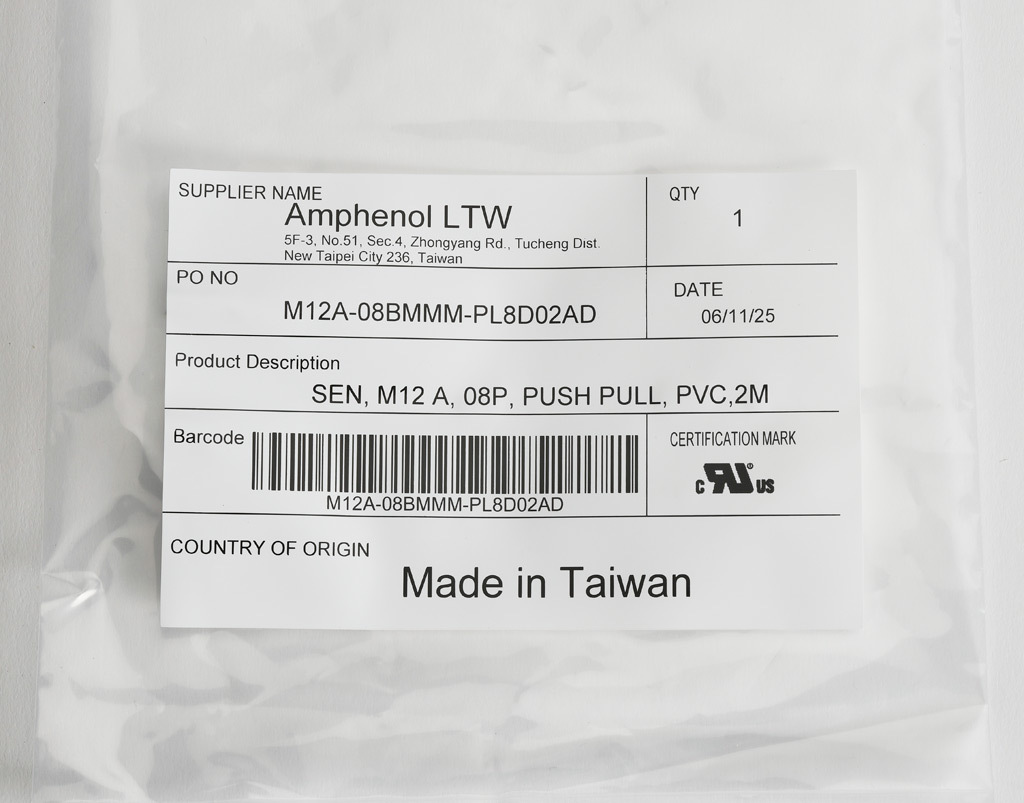 SUPPLIER NAME
Amphenol LTW
5F-3, No.51, Sec.4, Zhongyang Rd., Tucheng Dist.
New Taipei City 236, Taiwan
QTY
1
PO NO
M12A-08BMMM-PL8D02AD
DATE
06/11/25
Product Description
SEN, M12 A, 08P, PUSH PULL, PVC,2M
Barcode
M12A-08BMMM-PL8D02AD
CERTIFICATION MARK
c RU® US
COUNTRY OF ORIGIN
Made in Taiwan